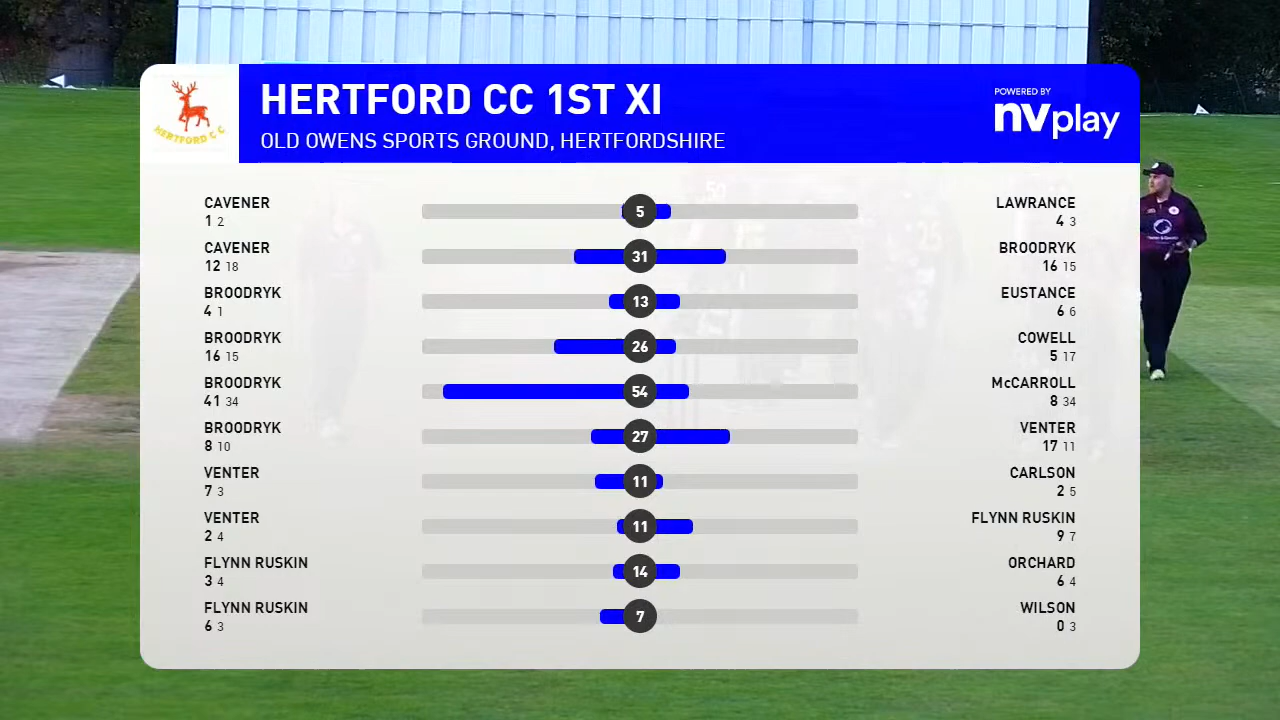 HERTFORD CC 1ST XI
OLD OWENS SPORTS GROUND, HERTFORDSHIRE
POWERED BY
nvplay
HERTFORD C C
CAVENER 5 LAWRANCE
1 2 4 3
CAVENER 31 BROODRYK
12 18 16 15
BROODRYK 13 EUSTANCE
4 1 6 6
BROODRYK 26 COWELL
16 15 5 17
BROODRYK 54 McCARROLL
41 34 8 34
BROODRYK 27 VENTER
8 10 17 11
VENTER 11 CARLSON
7 3 2 5
VENTER 11 FLYNN RUSKIN
2 4 9 7
FLYNN RUSKIN 14 ORCHARD
3 4 6 4
FLYNN RUSKIN 7 WILSON
6 3 0 3